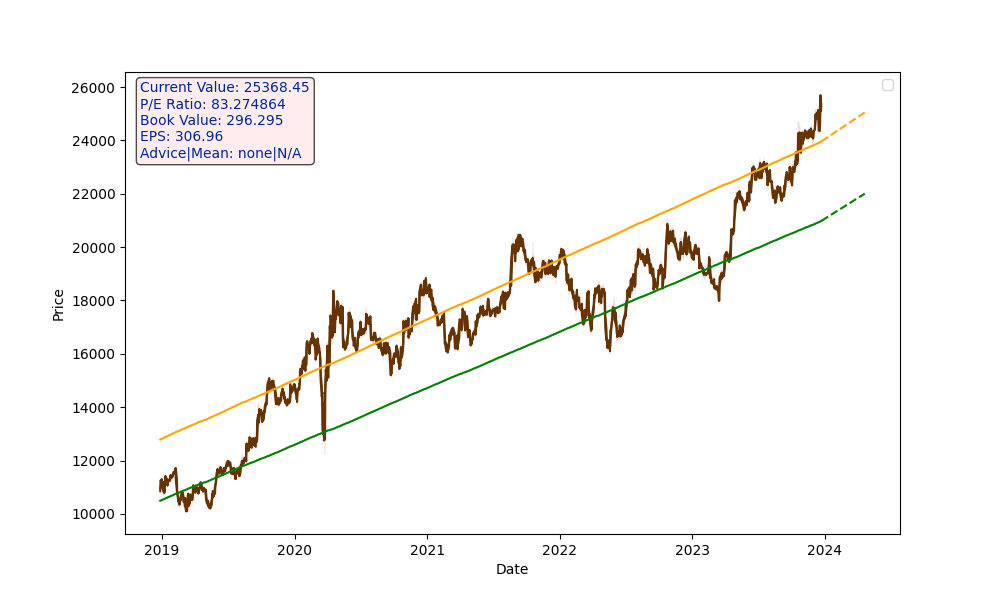 Current Value: 25368.45
P/E Ratio: 83.274864
Book Value: 296.295
EPS: 306.96
Advice|Mean: none|N/A
26000
24000
22000
20000
18000
16000
14000
12000
10000
Price
2019 2020 2021 2022 2023 2024
Date